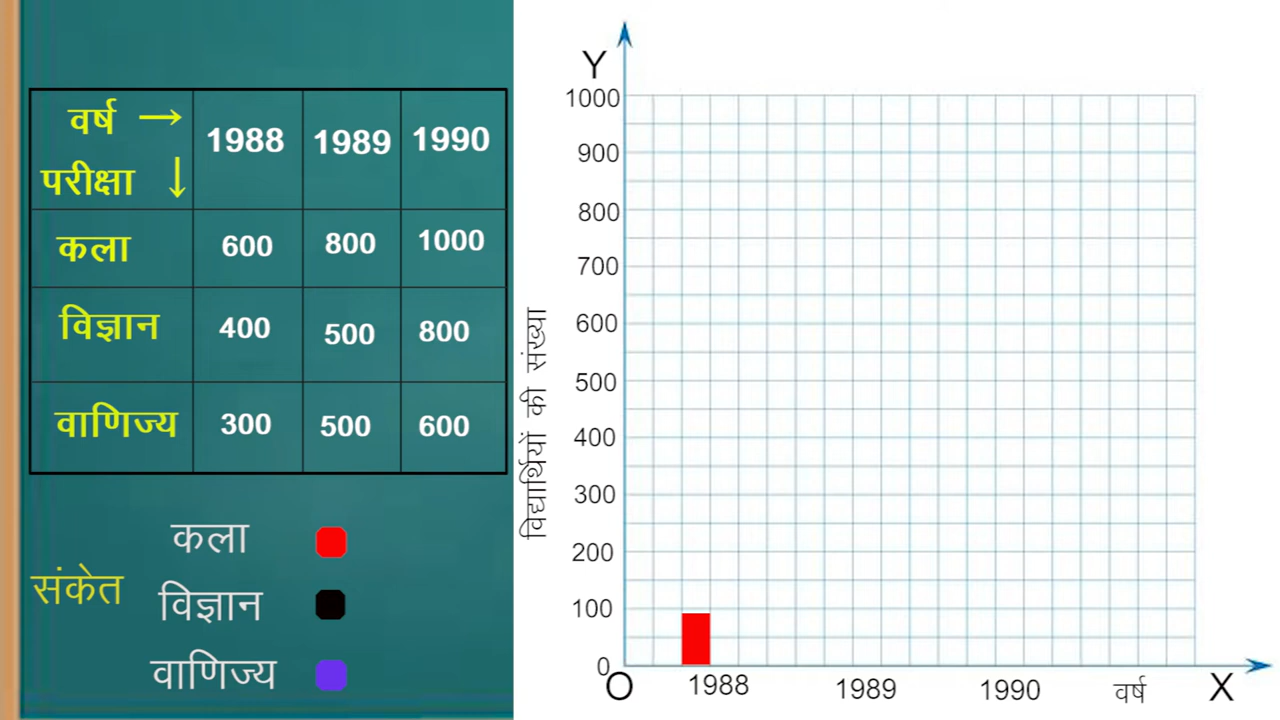 वर्ष → 1988 1989 1990
परीक्षा ↓
कला 600 800 1000
विज्ञान 400 500 800
वाणिज्य 300 500 600
संकेत
कला
विज्ञान
वाणिज्य
विद्यार्थियों की संख्या
Y
1000
900
800
700
600
500
400
300
200
100
0
O 1988 1989 1990 वर्ष X